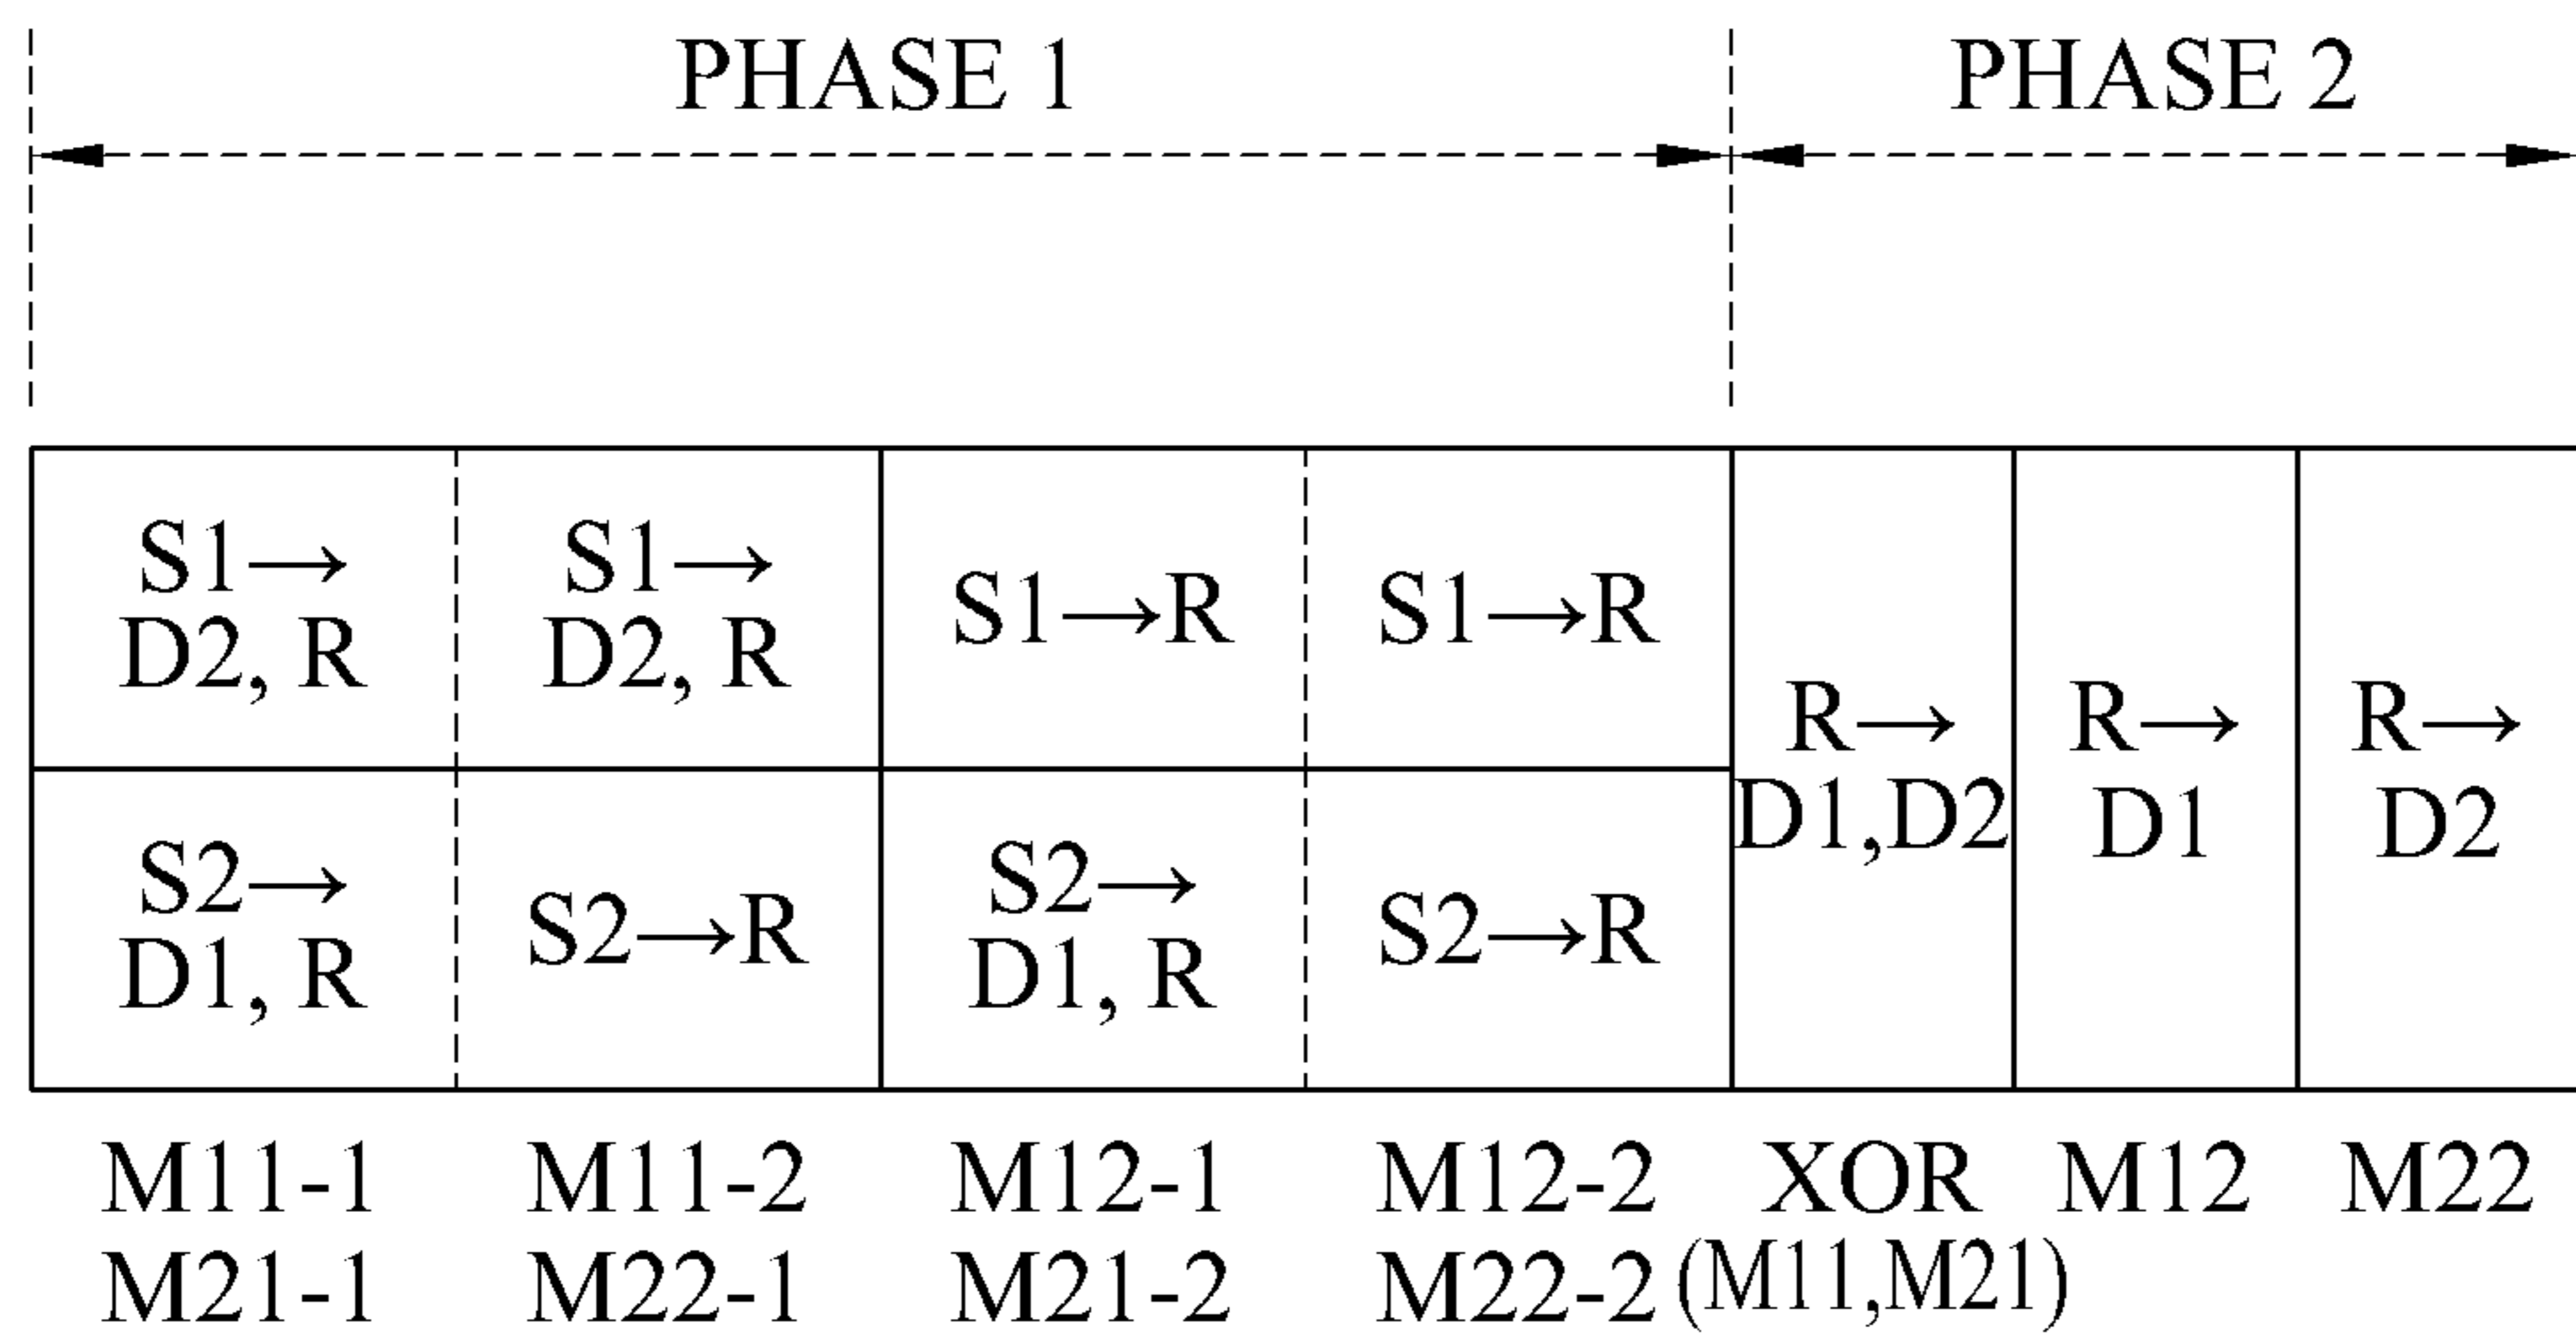 PHASE 1
PHASE 2
S1→
D2, R
S1→
D2, R
S1→R
S1→R
S2→
D1, R
S2→R
S2→
D1, R
S2→R
R→
D1,D2
R→
D1
R→
D2
M11-1
M21-1
M11-2
M22-1
M12-1
M21-2
M12-2
M22-2
XOR
(M11,M21)
M12
M22